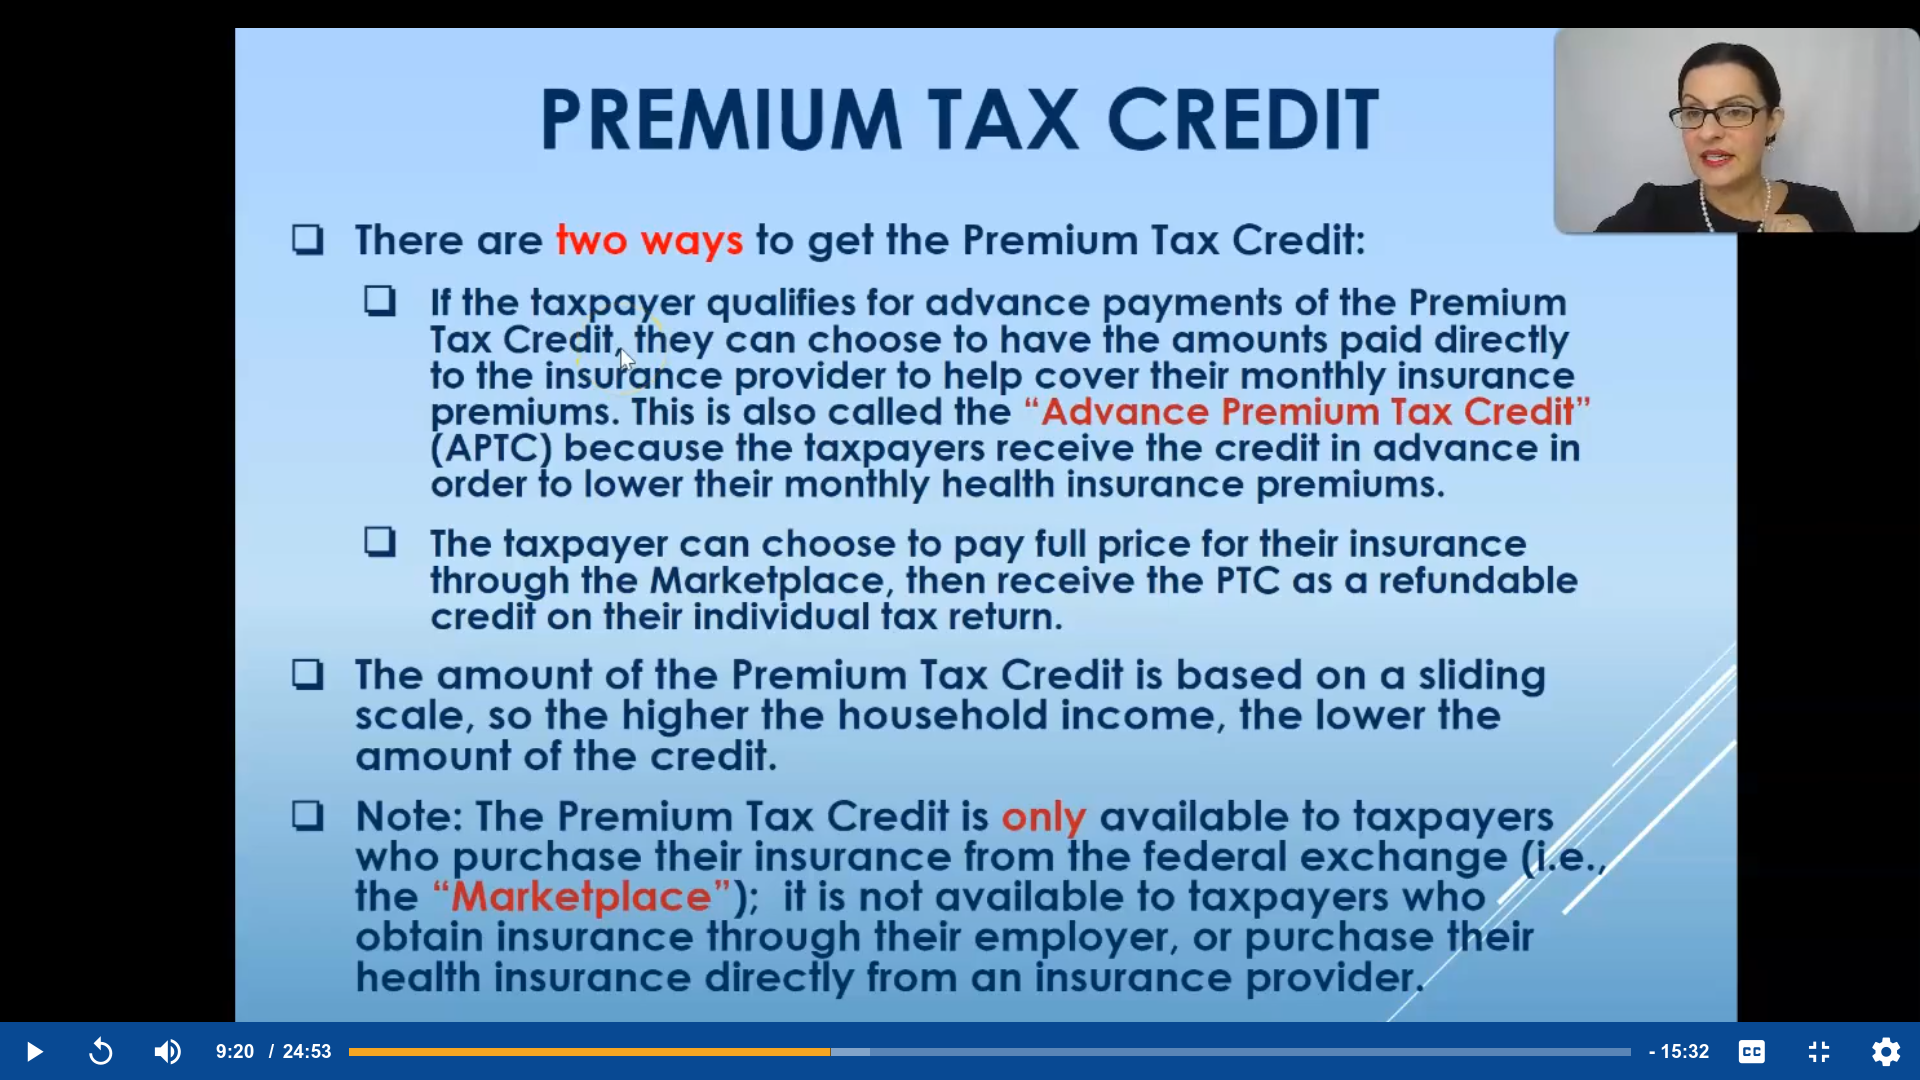 PREMIUM TAX CREDIT
There are two ways to get the Premium Tax Credit:
If the taxpayer qualifies for advance payments of the Premium
Tax Credit, they can choose to have the amounts paid directly
to the insurance provider to help cover their monthly insurance
premiums. This is also called the “Advance Premium Tax Credit”
(APTC) because the taxpayers receive the credit in advance in
order to lower their monthly health insurance premiums.
The taxpayer can choose to pay full price for their insurance
through the Marketplace, then receive the PTC as a refundable
credit on their individual tax return.
The amount of the Premium Tax Credit is based on a sliding
scale, so the higher the household income, the lower the
amount of the credit.
Note: The Premium Tax Credit is only available to taxpayers
who purchase their insurance from the federal exchange (i.e.,
the “Marketplace”);  it is not available to taxpayers who
obtain insurance through their employer, or purchase their
health insurance directly from an insurance provider.
9:20 / 24:53 - 15:32 CC